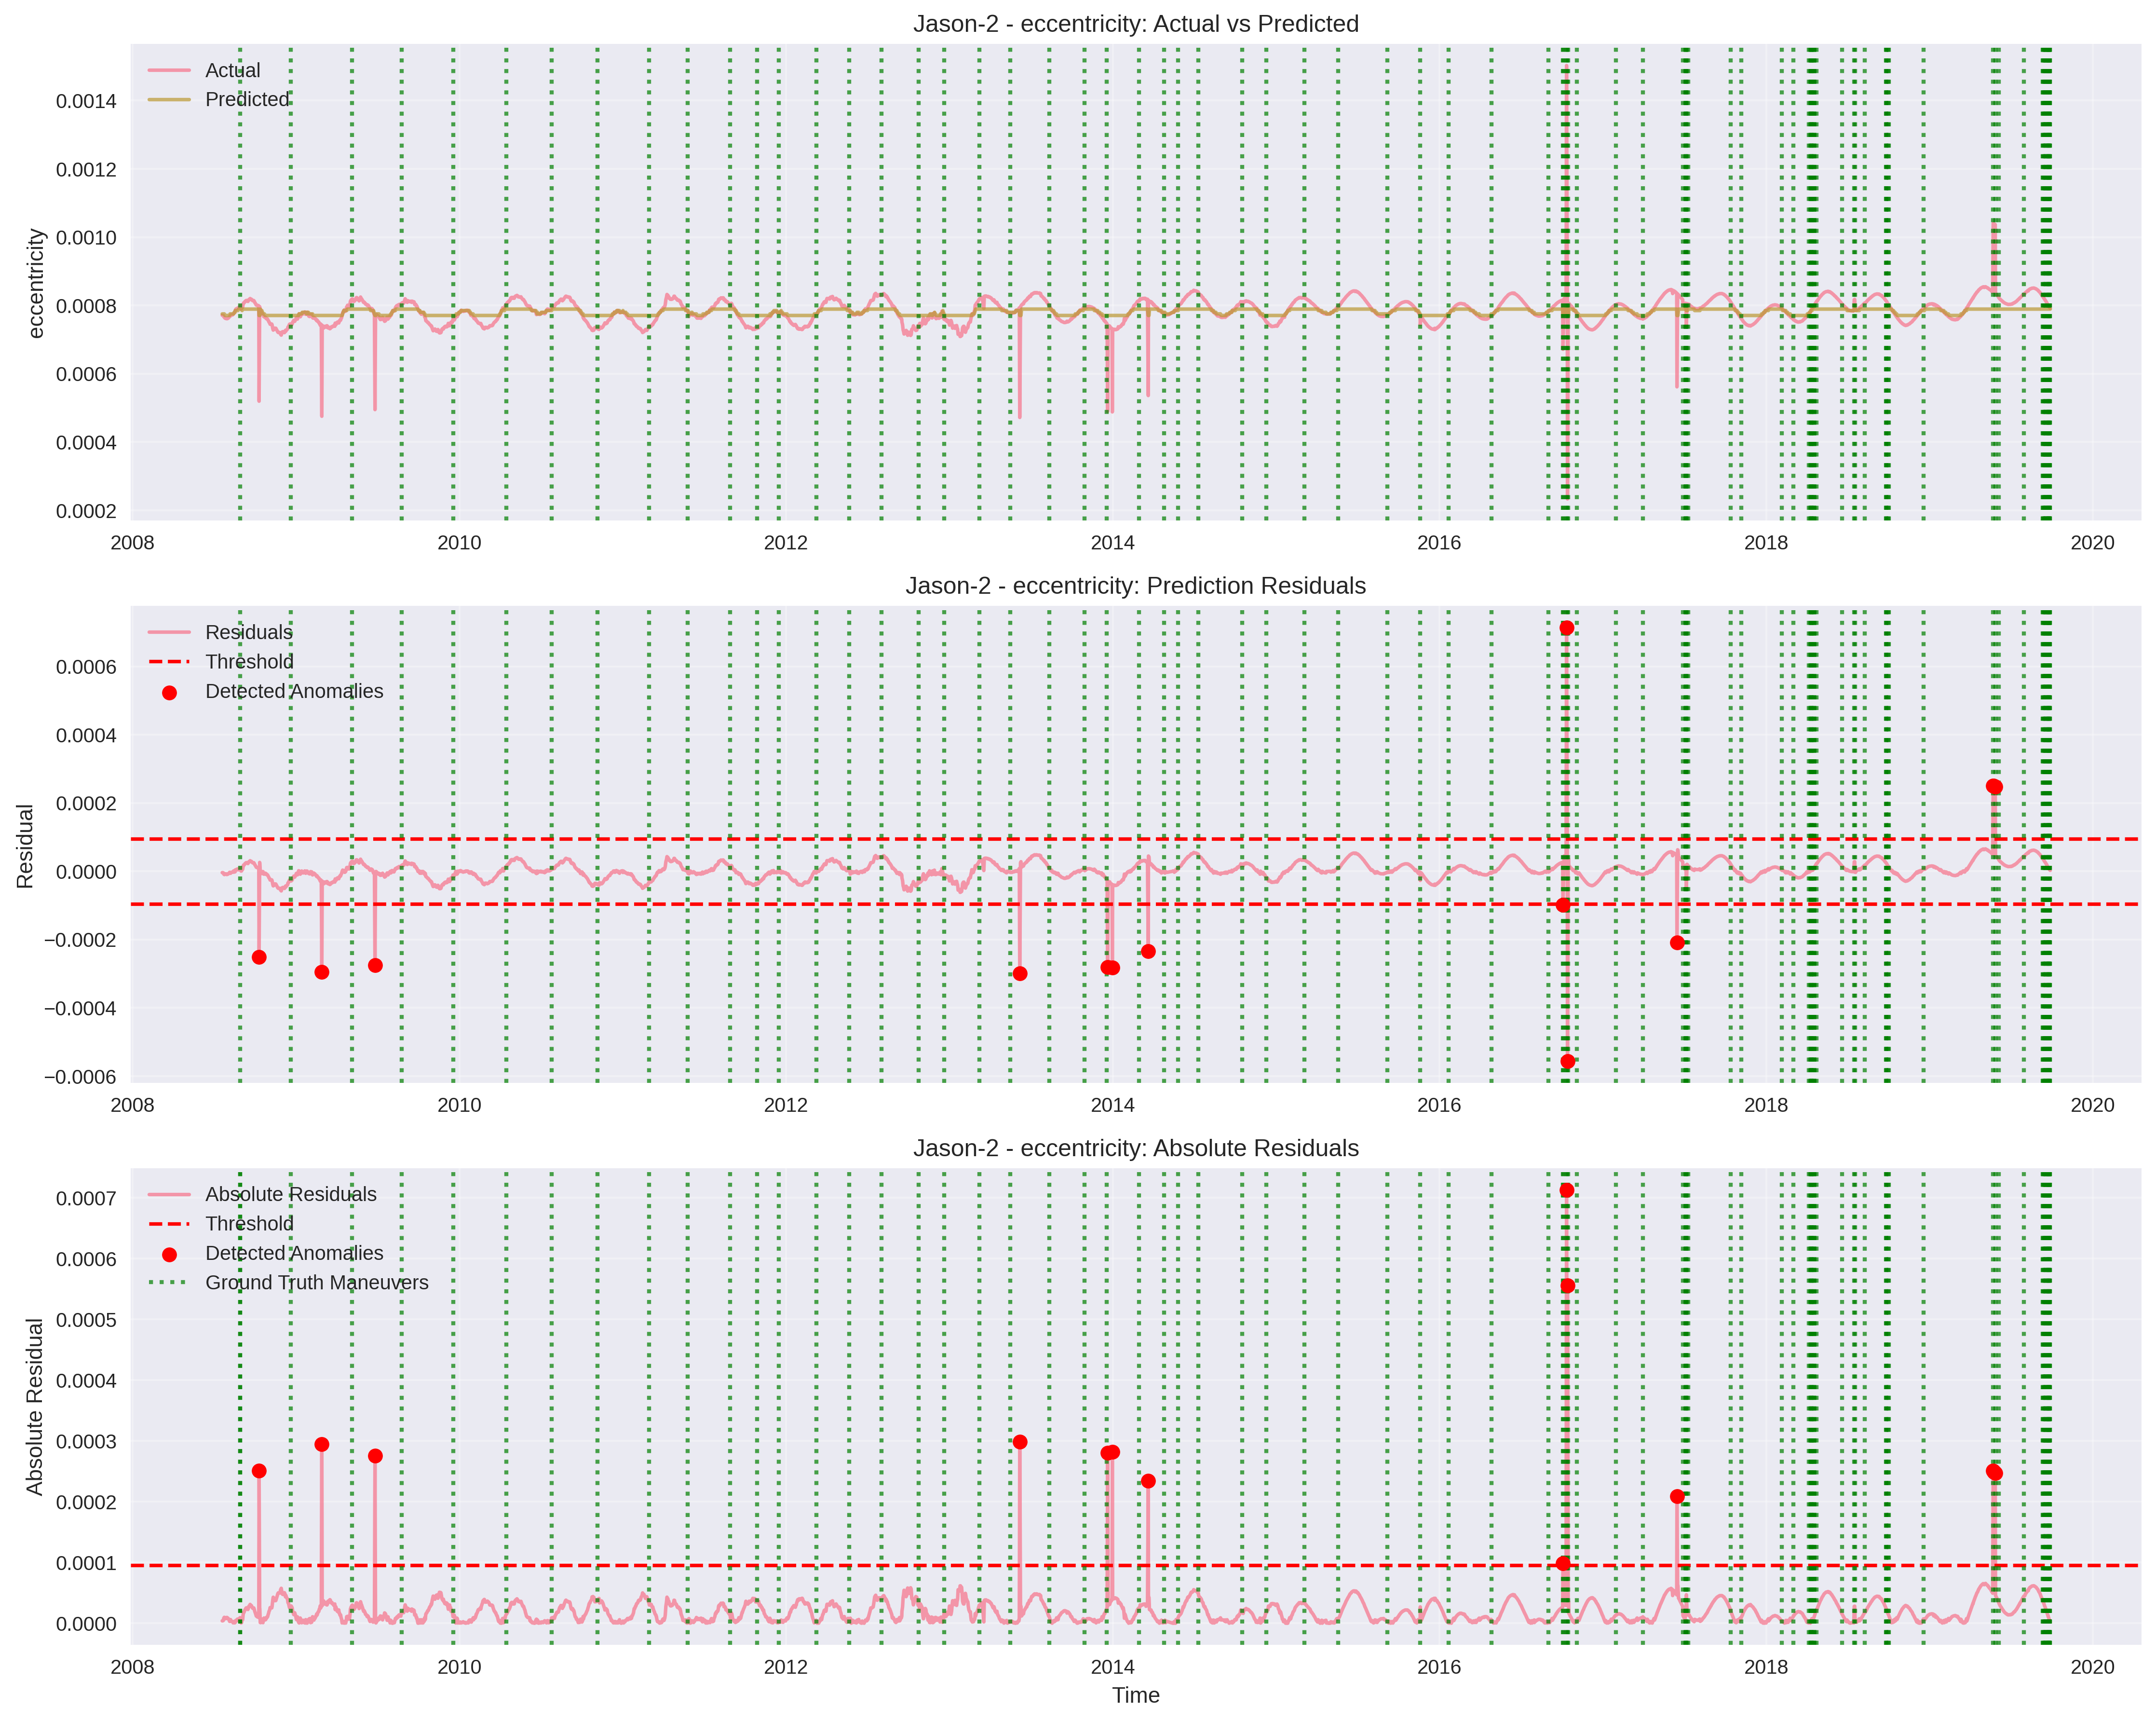 Jason-2 - eccentricity: Actual vs Predicted
Actual
Predicted
0.0014
0.0012
0.0010
0.0008
0.0006
0.0004
0.0002
eccentricity
2008 2010 2012 2014 2016 2018 2020
Jason-2 - eccentricity: Prediction Residuals
Residuals
Threshold
Detected Anomalies
0.0006
0.0004
0.0002
0.0000
−0.0002
−0.0004
−0.0006
Residual
2008 2010 2012 2014 2016 2018 2020
Jason-2 - eccentricity: Absolute Residuals
Absolute Residuals
Threshold
Detected Anomalies
Ground Truth Maneuvers
0.0007
0.0006
0.0005
0.0004
0.0003
0.0002
0.0001
0.0000
Absolute Residual
2008 2010 2012 2014 2016 2018 2020
Time